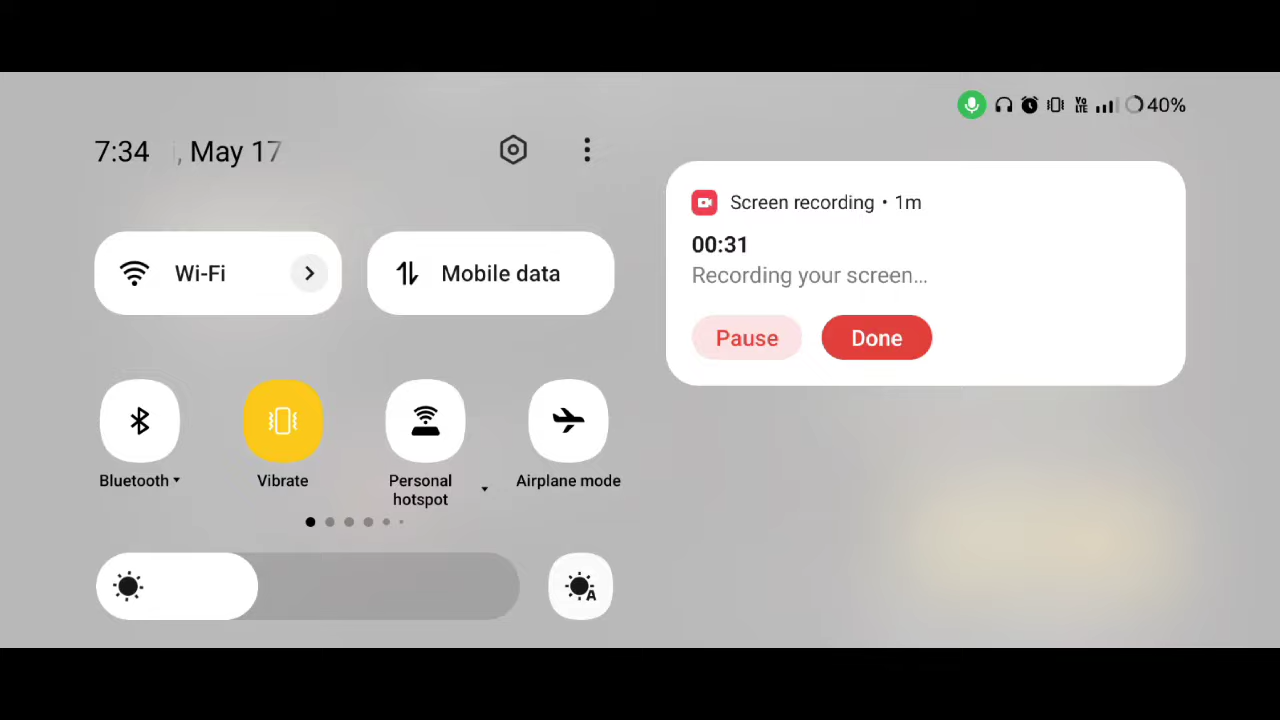 40%
7:34 , May 17
Screen recording • 1m
00:31
Recording your screen...
Pause Done
Wi-Fi
Mobile data
Bluetooth
Vibrate
Personal
hotspot
Airplane mode
A